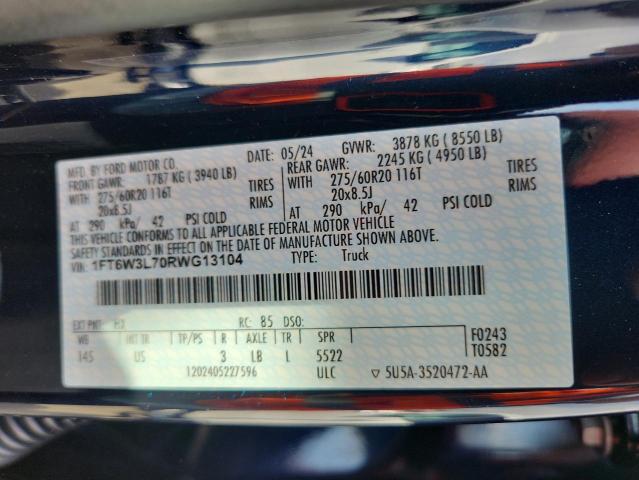 MFD. BY FORD MOTOR CO.
DATE: 05/24 GVWR: 3878 KG ( 8550 LB)
FRONT GAWR: 1787 KG ( 3940 LB)
REAR GAWR: 2245 KG ( 4950 LB)
WITH 275/60R20 116T TIRES
WITH 275/60R20 116T TIRES
20x8.5J RIMS
20x8.5J RIMS
AT 290 kPa/ 42 PSI COLD
AT 290 kPa/ 42 PSI COLD
THIS VEHICLE CONFORMS TO ALL APPLICABLE FEDERAL MOTOR VEHICLE
SAFETY STANDARDS IN EFFECT ON THE DATE OF MANUFACTURE SHOWN ABOVE.
VIN: 1FT6W3L70RWG13104 TYPE: Truck
EXT PNT: RC: 85 DSO:
WB INT TR TP/PS R AXLE TR SPR
145 US 3 LB L 5522
F0243
T0582
1202405227596 ULC ▽ 5U5A-3520472-AA